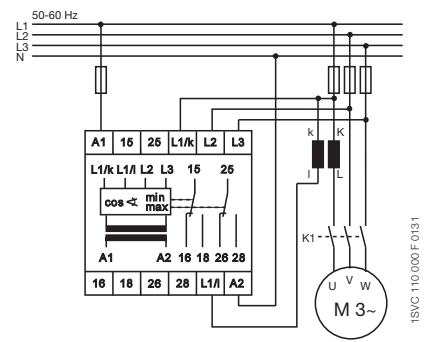 50-60 Hz
L1
L2
L3
N
A1 15 25 L1/k L2 L3
k K
L1/k L1/l L2 L3 15 25
l L
cos ∢ min
max
K1
A1 A2 16 18 26 28
U V W
16 18 26 28 L1/l A2
M 3~
1SVC 110 000 F 0131